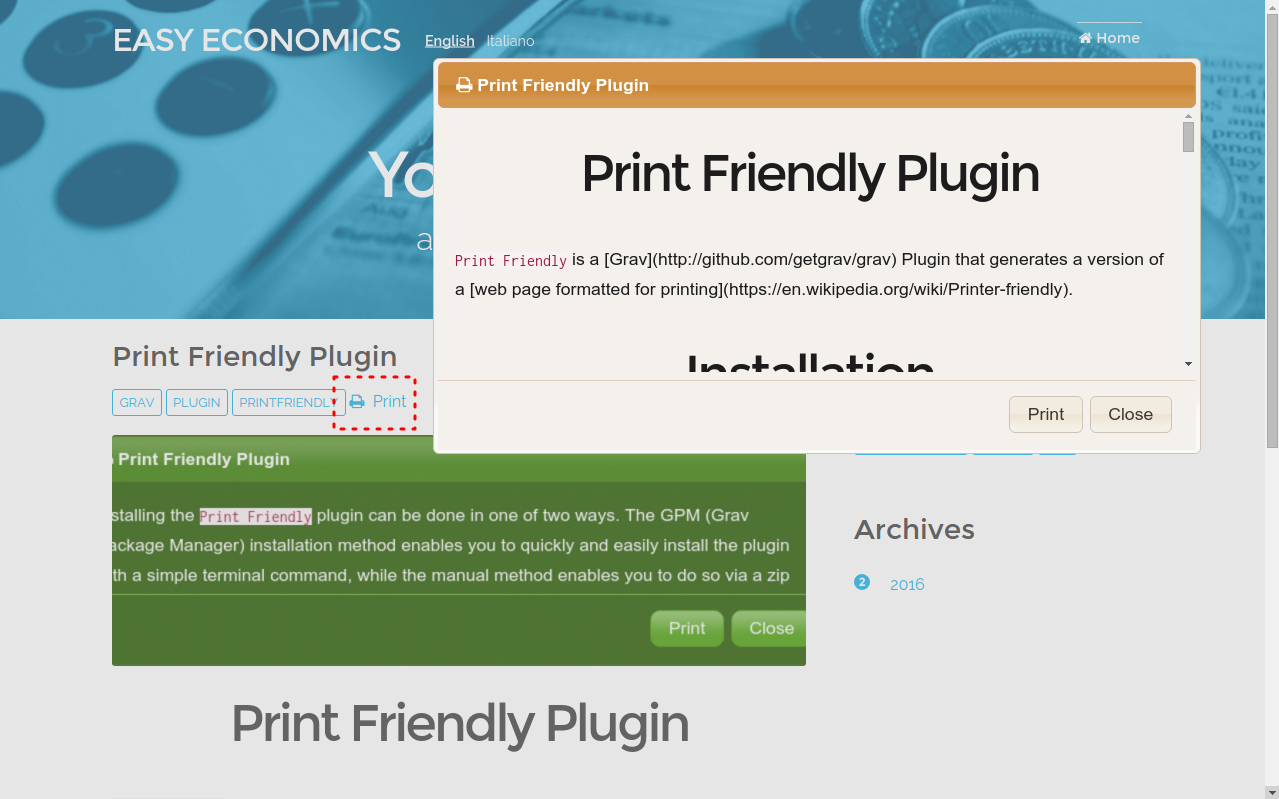 EASY ECONOMICS
English Italiano
Home
Print Friendly Plugin
Print Friendly Plugin
Print Friendly is a [Grav](http://github.com/getgrav/grav) Plugin that generates a version of
a [web page formatted for printing](https://en.wikipedia.org/wiki/Printer-friendly).
Installation
Print Close
Print Friendly Plugin
GRAV PLUGIN PRINTFRIENDLY Print
Print Friendly Plugin
the Print Friendly plugin can be done in one of two ways. The GPM (Grav
Manager) installation method enables you to quickly and easily install the plugin
a simple terminal command, while the manual method enables you to do so via a zip
Print Close
Print Friendly Plugin
Archives
2 2016